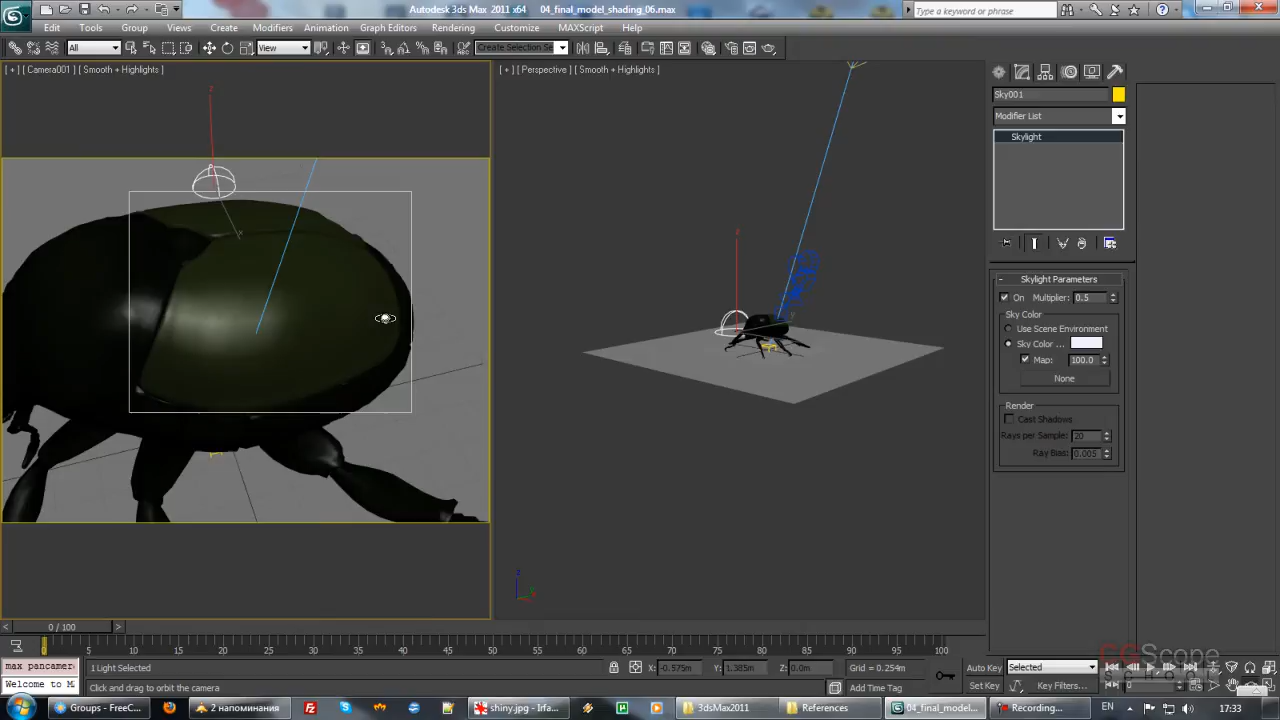 Autodesk 3ds Max 2011 x64
04_final_model_shading_06.max
Type a keyword or phrase
Edit
Tools
Group
Views
Create
Modifiers
Animation
Graph Editors
Rendering
Customize
MAXScript
Help
All
View
Create Selection Se
[ + ] [ Camera001 ] [ Smooth + Highlights ]
[ + ] [ Perspective ] [ Smooth + Highlights ]
Sky001
Modifier List
Skylight
Skylight Parameters
On
Multiplier: 0.5
Sky Color
Use Scene Environment
Sky Color ...
Map: 100.0
None
Render
Cast Shadows
Rays per Sample: 20
Ray Bias: 0.005
z
x
z
y
z
0 / 100
0 5 10 15 20 25 30 35 40 45 50 55 60 65 70 75 80 85 90 95 100
max pancamer
1 Light Selected
X: -0.575m
Y: 1.385m
Z: 0.0m
Grid = 0.254m
Auto Key
Selected
Welcome to M
Click and drag to orbit the camera
Add Time Tag
Set Key
Key Filters...
0
CGScope
SCHOOL
Groups - FreeC...
2 напоминания
shiny.jpg - Irfa...
3dsMax2011
References
04_final_model...
Recording...
EN
17:33